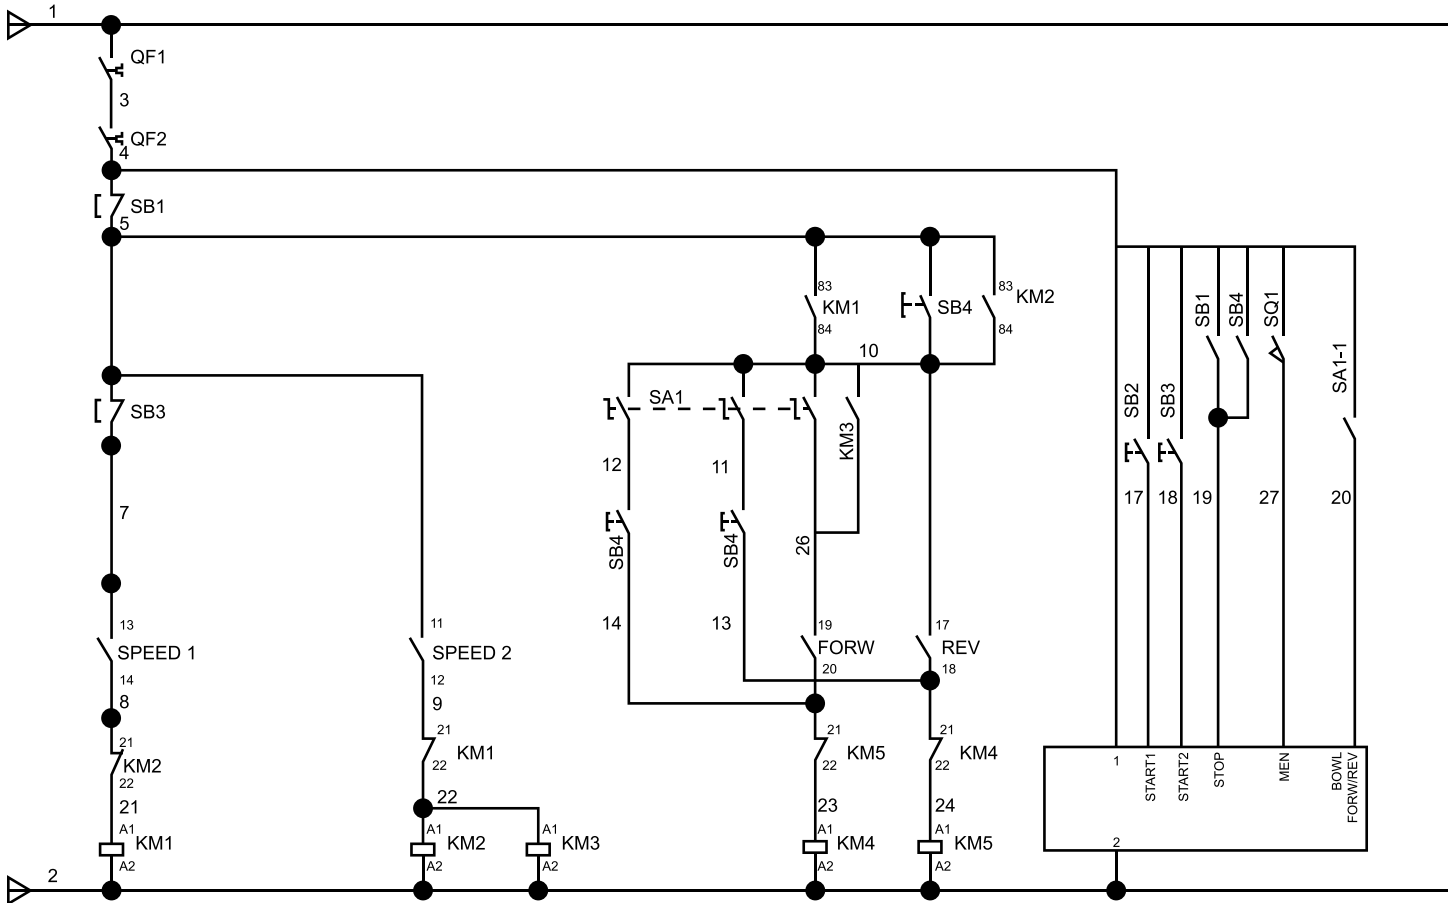 1
QF1
3
QF2
4
SB1
5
83
KM1
84
SB4
83
KM2
84
10
SB3
SA1
KM3
12
11
7
SB4
SB4
26
14
13
13
SPEED 1
14
8
11
SPEED 2
12
9
19
FORW
20
17
REV
18
21
KM2
22
21
21
KM1
22
22
21
KM5
22
23
21
KM4
22
24
A1
KM1
A2
A1
KM2
A2
A1
KM3
A2
A1
KM4
A2
A1
KM5
A2
SB2
SB3
SB1
SB4
SQ1
SA1-1
17
18
19
27
20
1
START1
START2
STOP
MEN
BOWL
FORW/REV
2
2